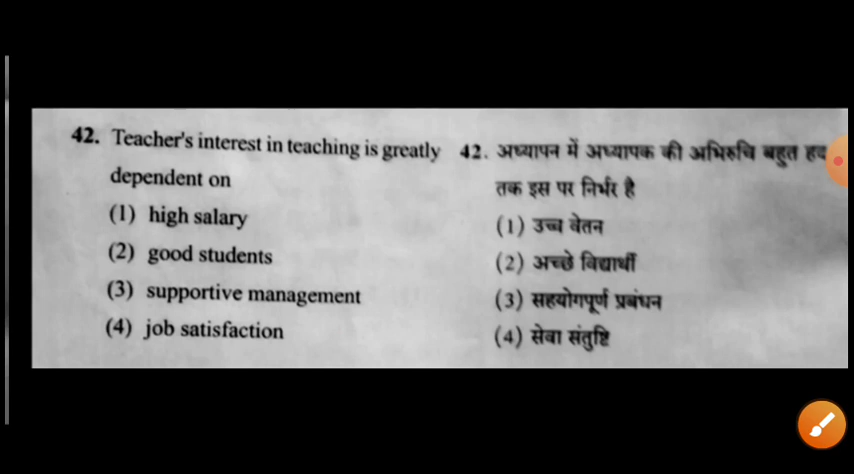 42. Teacher's interest in teaching is greatly
dependent on
(1) high salary
(2) good students
(3) supportive management
(4) job satisfaction
42. अध्यापन में अध्यापक की अभिरुचि बहुत हद
तक इस पर निर्भर है
(1) उच्च वेतन
(2) अच्छे विद्यार्थी
(3) सहयोगपूर्ण प्रबंधन
(4) सेवा संतुष्टि